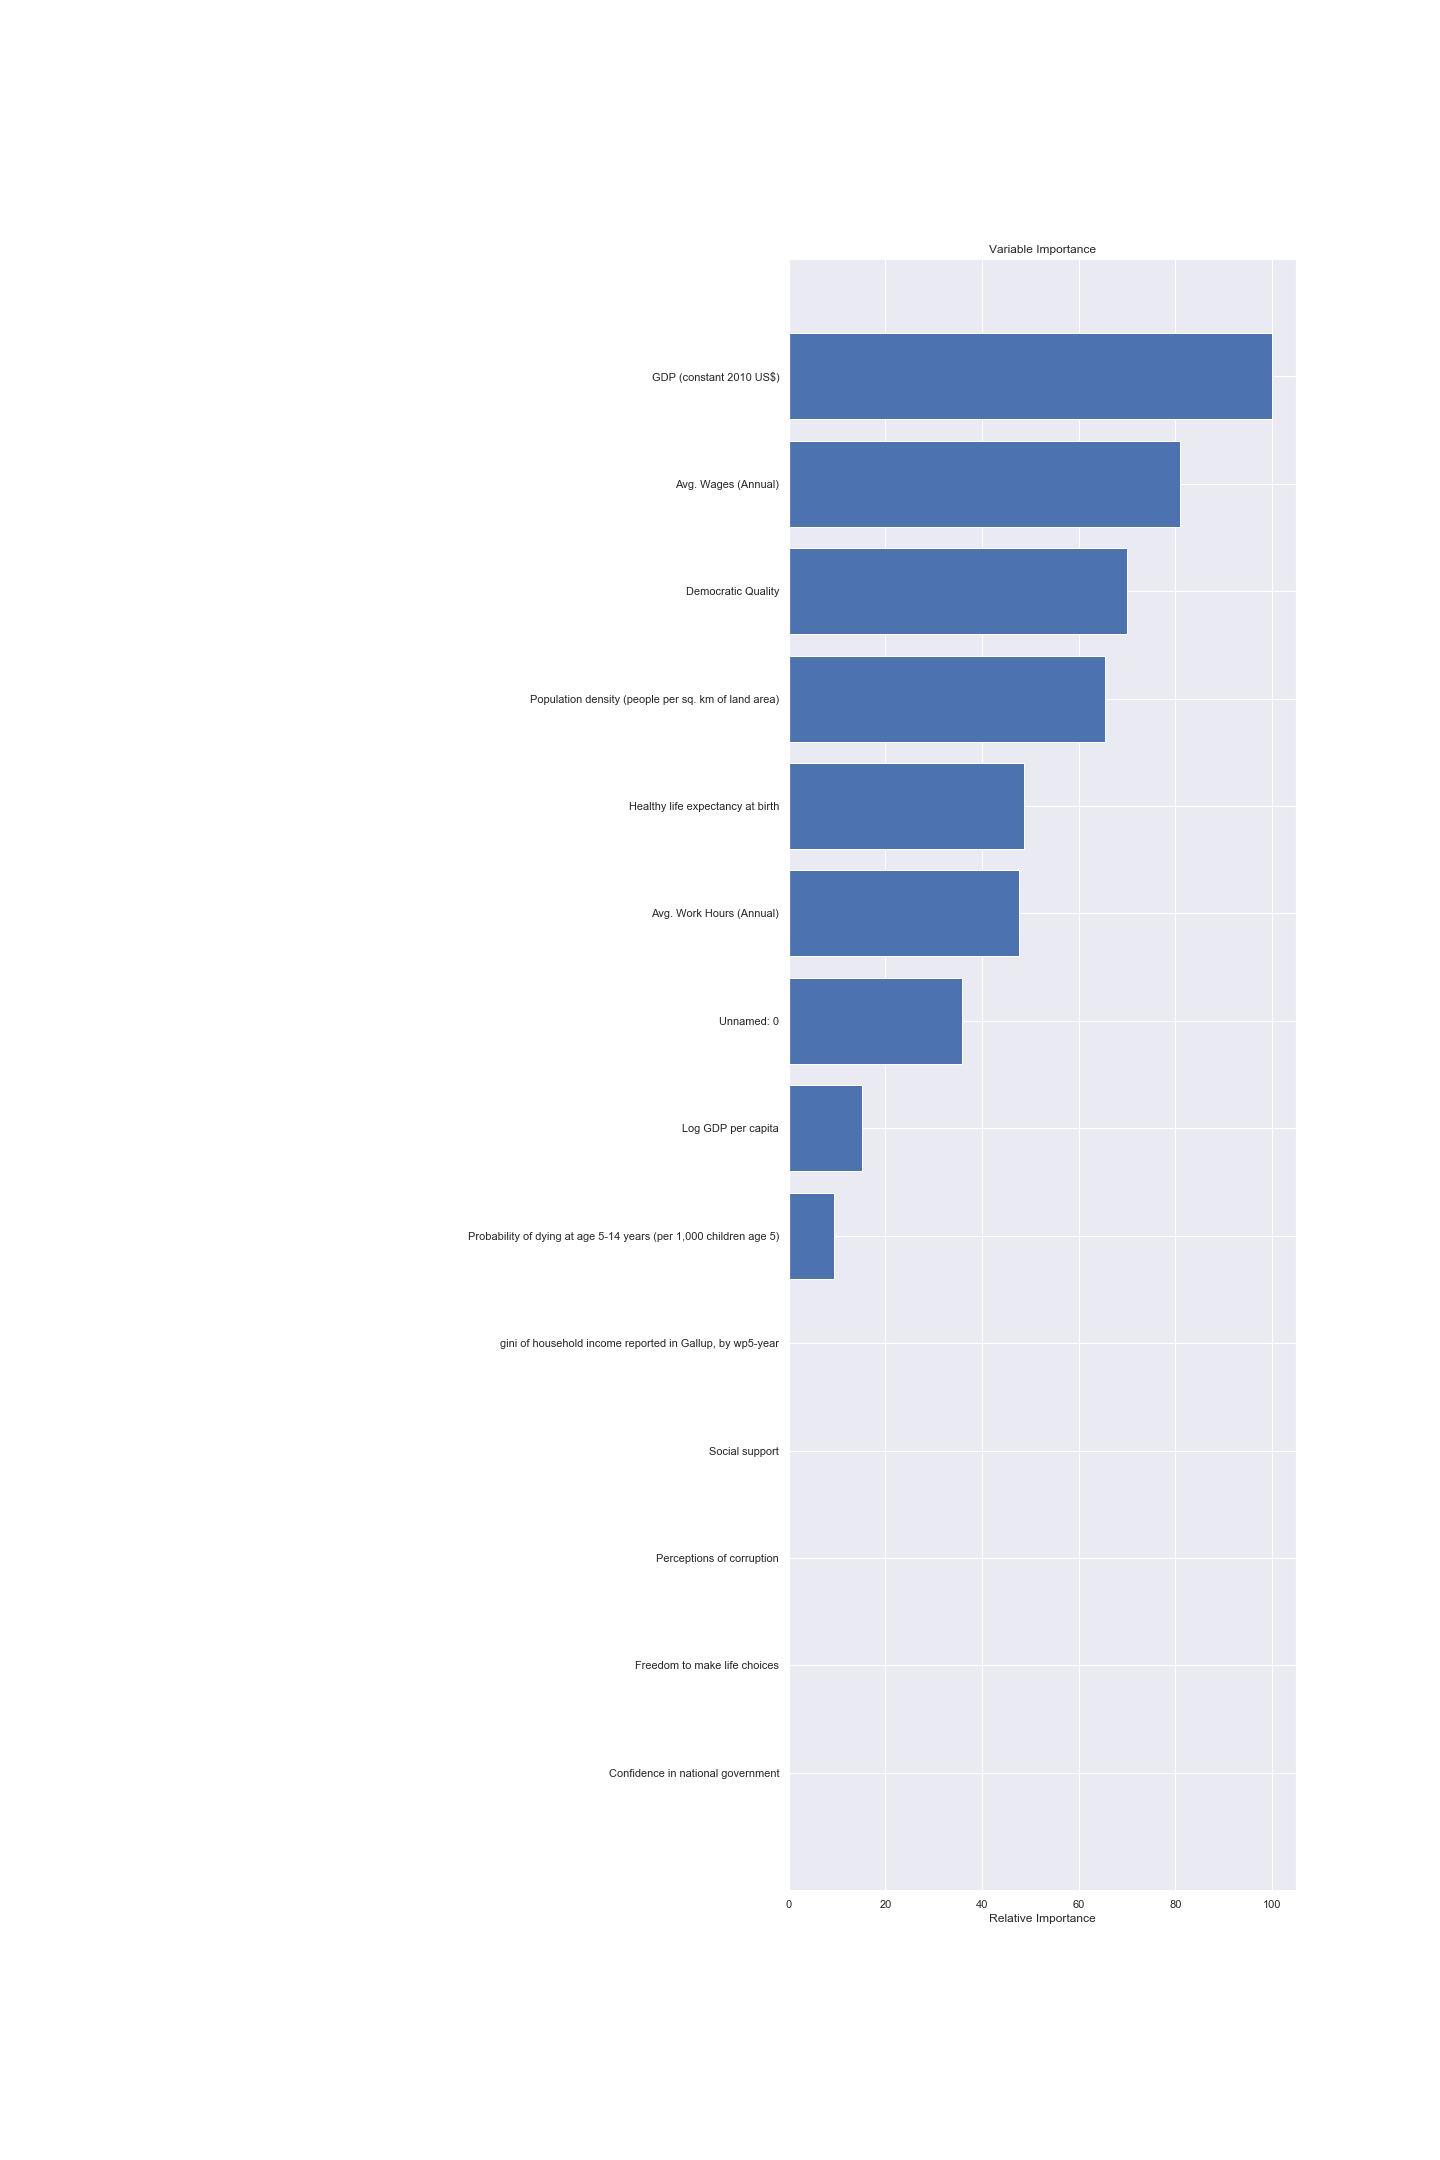 Variable Importance
GDP (constant 2010 US$)
Avg. Wages (Annual)
Democratic Quality
Population density (people per sq. km of land area)
Healthy life expectancy at birth
Avg. Work Hours (Annual)
Unnamed: 0
Log GDP per capita
Probability of dying at age 5-14 years (per 1,000 children age 5)
gini of household income reported in Gallup, by wp5-year
Social support
Perceptions of corruption
Freedom to make life choices
Confidence in national government
0 20 40 60 80 100
Relative Importance